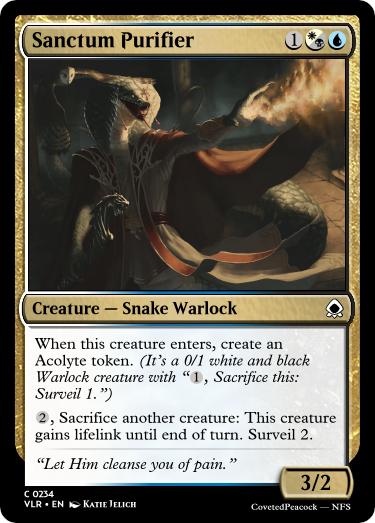 Sanctum Purifier 1
Creature — Snake Warlock
When this creature enters, create an
Acolyte token. (It's a 0/1 white and black
Warlock creature with “1, Sacrifice this:
Surveil 1.”)
2, Sacrifice another creature: This creature
gains lifelink until end of turn. Surveil 2.
“Let Him cleanse you of pain.”
3/2
C 0234
VLR • EN Katie Jelich
CovetedPeacock — NFS